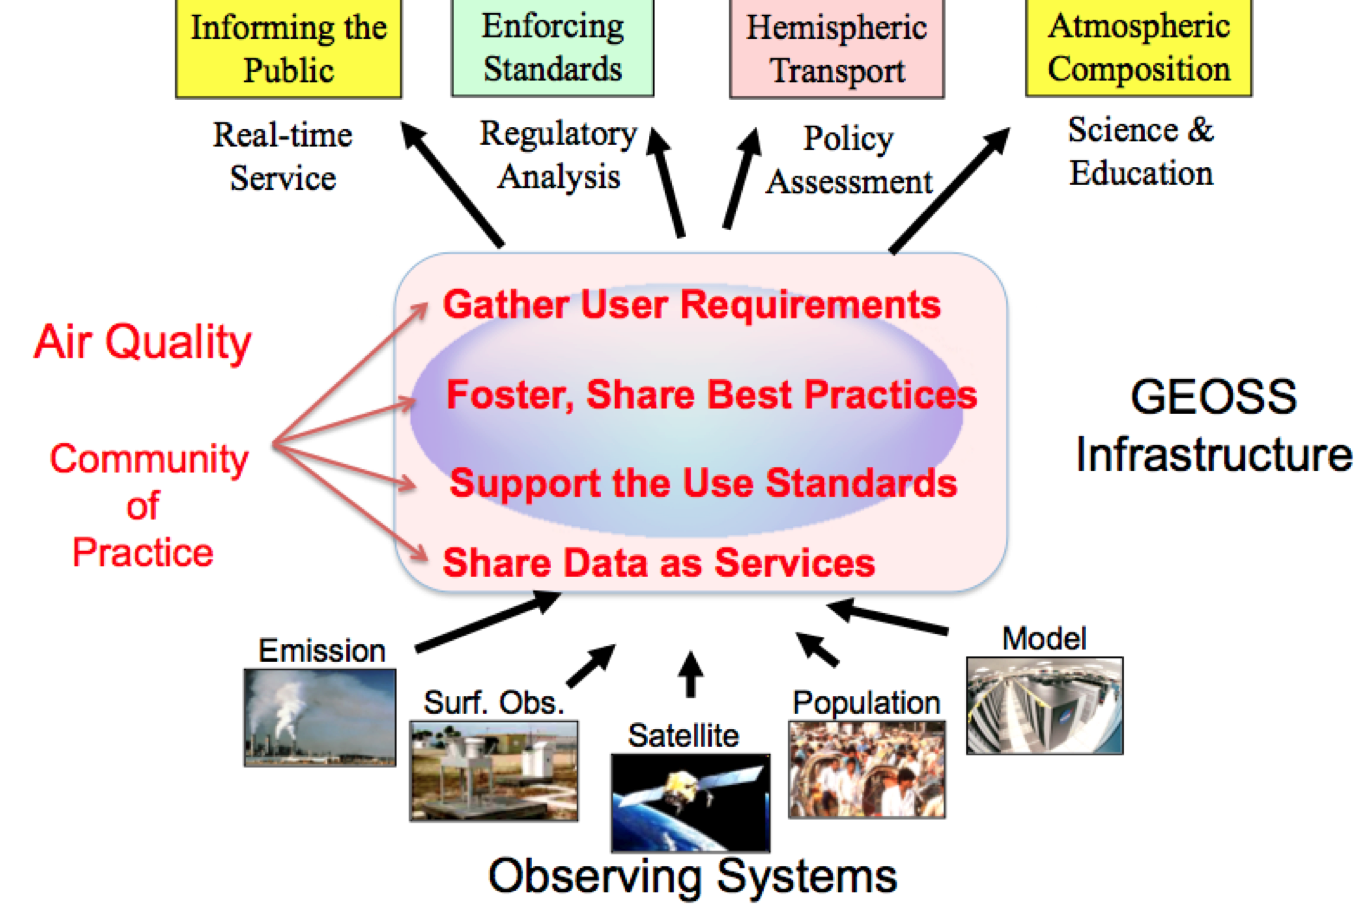 Informing the
Public
Enforcing
Standards
Hemispheric
Transport
Atmospheric
Composition
Real-time
Service
Regulatory
Analysis
Policy
Assessment
Science &
Education
Air Quality
Community
of
Practice
Gather User Requirements
Foster, Share Best Practices
Support the Use Standards
Share Data as Services
GEOSS
Infrastructure
Emission
Surf. Obs.
Satellite
Population
Model
Observing Systems